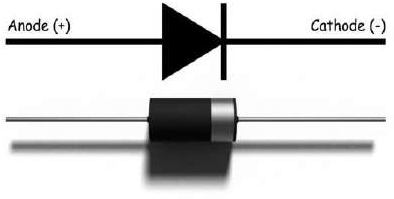 Anode (+)
Cathode (-)